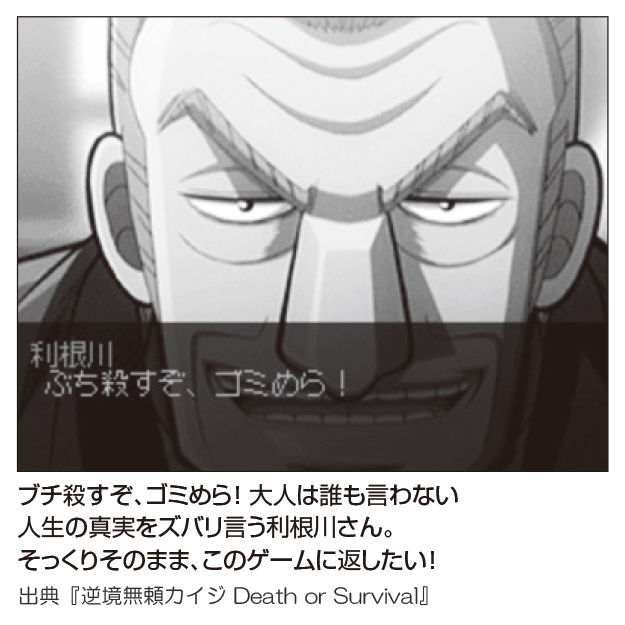 利根川
ぶち殺すぞ、ゴミめら！
ブチ殺すぞ、ゴミめら！ 大人は誰も言わない
人生の真実をズバリ言う利根川さん。
そっくりそのまま、このゲームに返したい！
出典『逆境無頼カイジ Death or Survival』